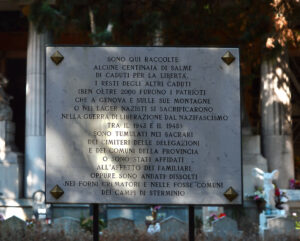 SONO QUI RACCOLTE
ALCUNE CENTINAIA DI SALME
DI CADUTI PER LA LIBERTÀ.
I RESTI DEGLI ALTRI CADUTI
(BEN OLTRE 2000 FURONO I PATRIOTI
CHE A GENOVA E SULLE SUE MONTAGNE
O NEI LAGER NAZISTI SI SACRIFICARONO
NELLA GUERRA DI LIBERAZIONE DAL NAZIFASCISMO
TRA IL 1943 E IL 1945)
SONO TUMULATI NEI SACRARI
DEI CIMITERI DELLE DELEGAZIONI
E DEI COMUNI DELLA PROVINCIA
O SONO STATI AFFIDATI
ALL'AFFETTO DEI FAMILIARI,
OPPURE SONO ANDATI DISSOLTI
NEI FORNI CREMATORI E NELLE FOSSE COMUNI
DEI CAMPI DI STERMINIO